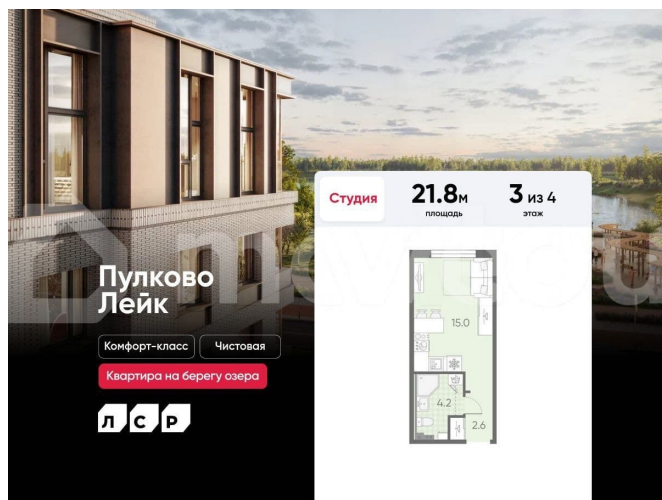 Студия
21.8м
площадь
3 из 4
этаж
Пулково
Лейк
Комфорт-класс
Чистовая
Квартира на берегу озера
ЛСР
15.0
4.2
2.6